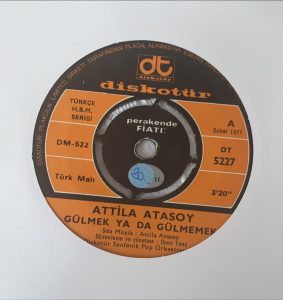 dt
diskotür
TÜRKÇE
H.B.M.
SERİSİ
perakende
FİATI:
A
Şubat 1977
DM-522
DT
5227
Türk Malı
3'20"
ATTİLA ATASOY
GÜLMEK YA DA GÜLMEMEK
Söz Müzik: Attila Atasoy
Düzenleme ve yönetme: Onno Tunç
Diskotür Senfonik Pop Orkestrası